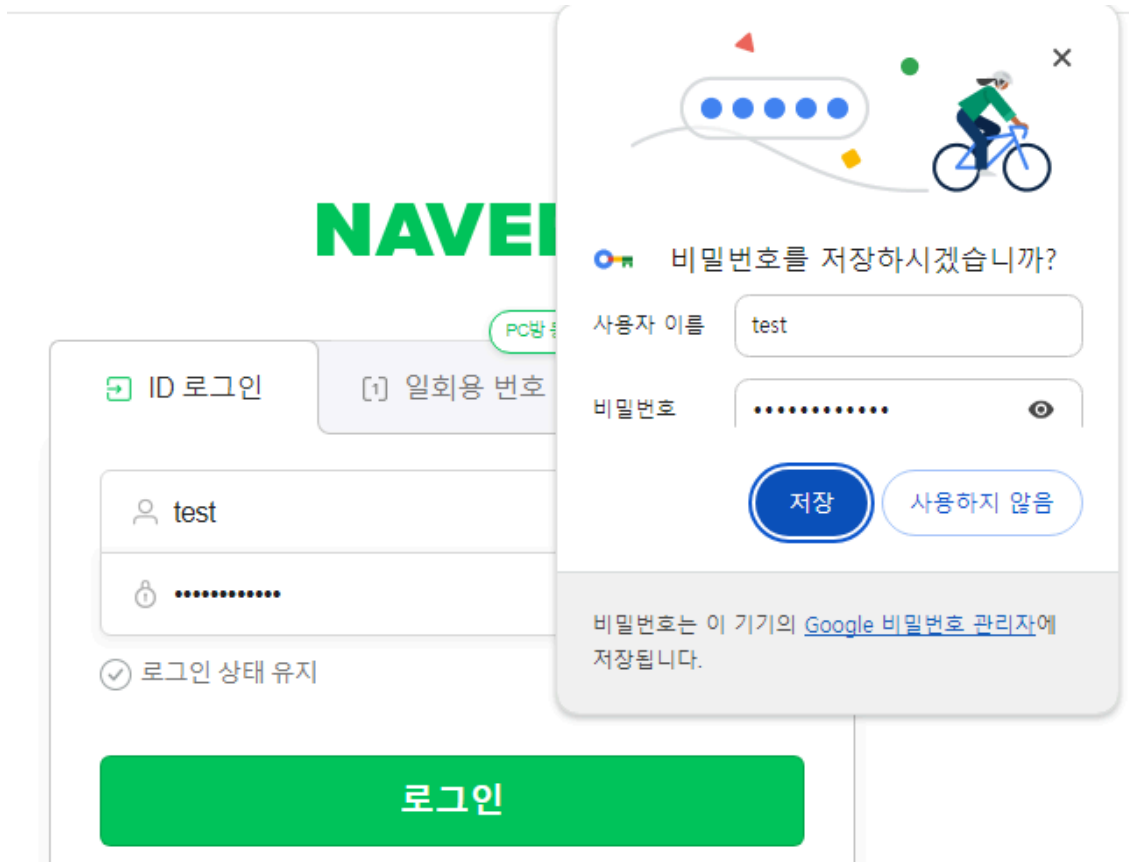 NAVE
PC방
ID 로그인
[1] 일회용 번호
test
••••••••••••
로그인 상태 유지
로그인
비밀번호를 저장하시겠습니까?
사용자 이름 test
비밀번호 ••••••••••••
저장 사용하지 않음
비밀번호는 이 기기의 Google 비밀번호 관리자에
저장됩니다.